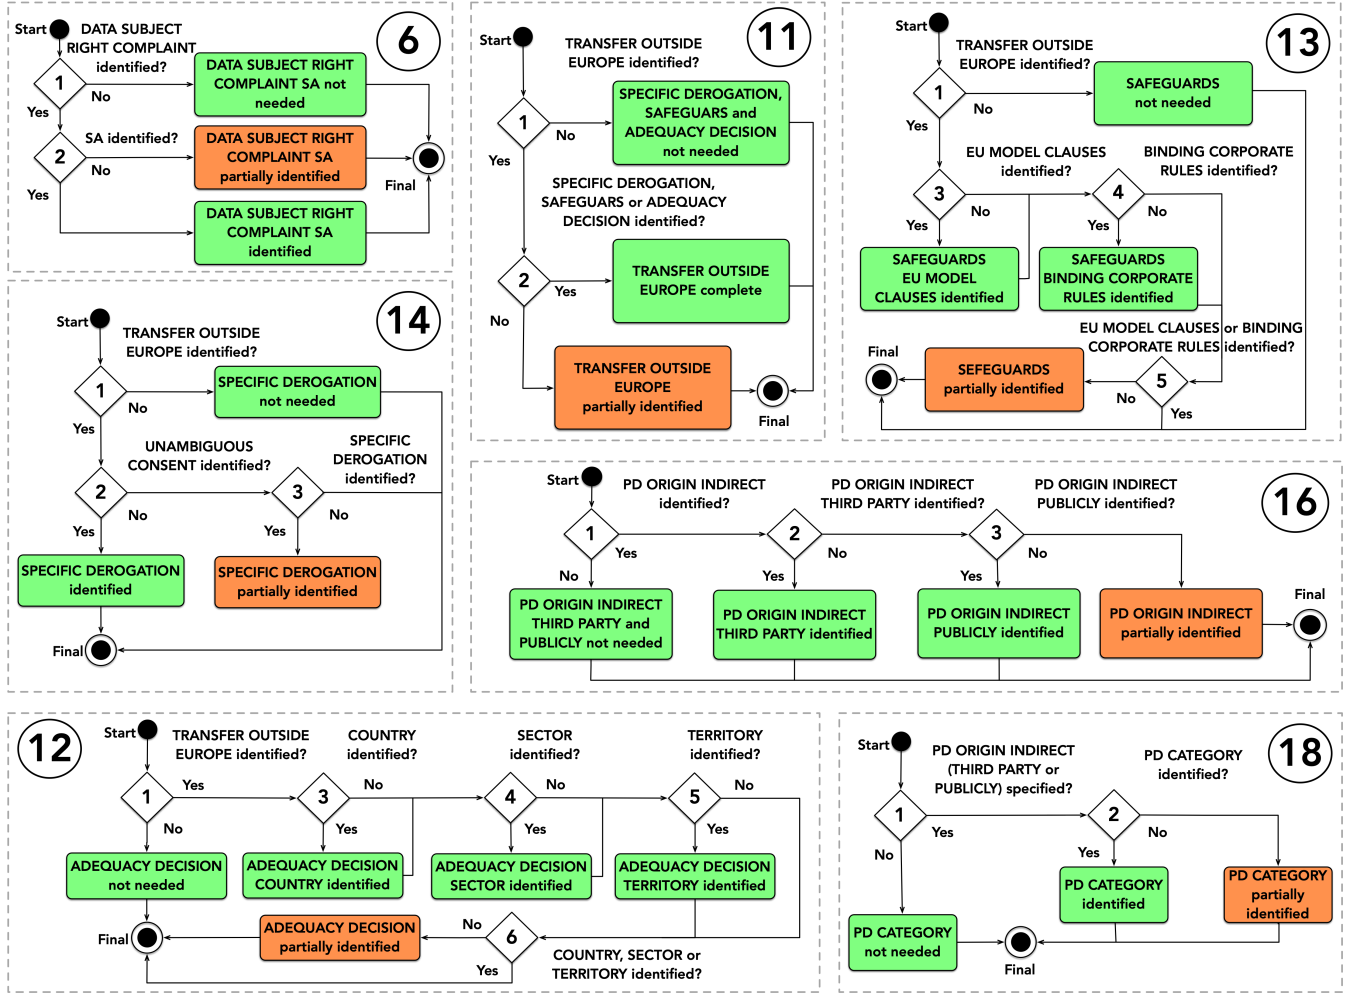 Start
DATA SUBJECT
RIGHT COMPLAINT
identified?
6
1
No
Yes
DATA SUBJECT RIGHT
COMPLAINT SA not
needed
SA identified?
2
No
Yes
DATA SUBJECT RIGHT
COMPLAINT SA
partially identified
Final
DATA SUBJECT RIGHT
COMPLAINT SA
identified
Start
11
TRANSFER OUTSIDE
EUROPE identified?
1
No
Yes
SPECIFIC DEROGATION,
SAFEGUARS and
ADEQUACY DECISION
not needed
SPECIFIC DEROGATION,
SAFEGUARS or ADEQUACY
DECISION identified?
2
Yes
No
TRANSFER OUTSIDE
EUROPE complete
TRANSFER OUTSIDE
EUROPE
partially identified
Final
Start
13
TRANSFER OUTSIDE
EUROPE identified?
1
No
Yes
SAFEGUARDS
not needed
EU MODEL CLAUSES
identified?
BINDING CORPORATE
RULES identified?
3
No
Yes
4
No
Yes
SAFEGUARDS
EU MODEL
CLAUSES identified
SAFEGUARDS
BINDING CORPORATE
RULES identified
EU MODEL CLAUSES or BINDING
CORPORATE RULES identified?
Final
SEFEGUARDS
partially identified
5
No
Yes
Start
14
TRANSFER OUTSIDE
EUROPE identified?
1
No
Yes
SPECIFIC DEROGATION
not needed
UNAMBIGUOUS
CONSENT identified?
SPECIFIC
DEROGATION
identified?
2
No
Yes
3
No
Yes
SPECIFIC DEROGATION
identified
SPECIFIC DEROGATION
partially identified
Final
Start
16
PD ORIGIN INDIRECT
identified?
PD ORIGIN INDIRECT
THIRD PARTY identified?
PD ORIGIN INDIRECT
PUBLICLY identified?
1
Yes
No
2
No
Yes
3
No
Yes
PD ORIGIN INDIRECT
THIRD PARTY and
PUBLICLY not needed
PD ORIGIN INDIRECT
THIRD PARTY identified
PD ORIGIN INDIRECT
PUBLICLY identified
PD ORIGIN INDIRECT
partially identified
Final
12
Start
TRANSFER OUTSIDE
EUROPE identified?
COUNTRY
identified?
SECTOR
identified?
TERRITORY
identified?
1
Yes
No
3
No
Yes
4
No
Yes
5
No
Yes
ADEQUACY DECISION
not needed
ADEQUACY DECISION
COUNTRY identified
ADEQUACY DECISION
SECTOR identified
ADEQUACY DECISION
TERRITORY identified
Final
ADEQUACY DECISION
partially identified
No
6
Yes
COUNTRY, SECTOR or
TERRITORY identified?
Start
18
PD ORIGIN INDIRECT
(THIRD PARTY or
PUBLICLY) specified?
PD CATEGORY
identified?
1
Yes
No
2
No
Yes
PD CATEGORY
identified
PD CATEGORY
partially
identified
PD CATEGORY
not needed
Final